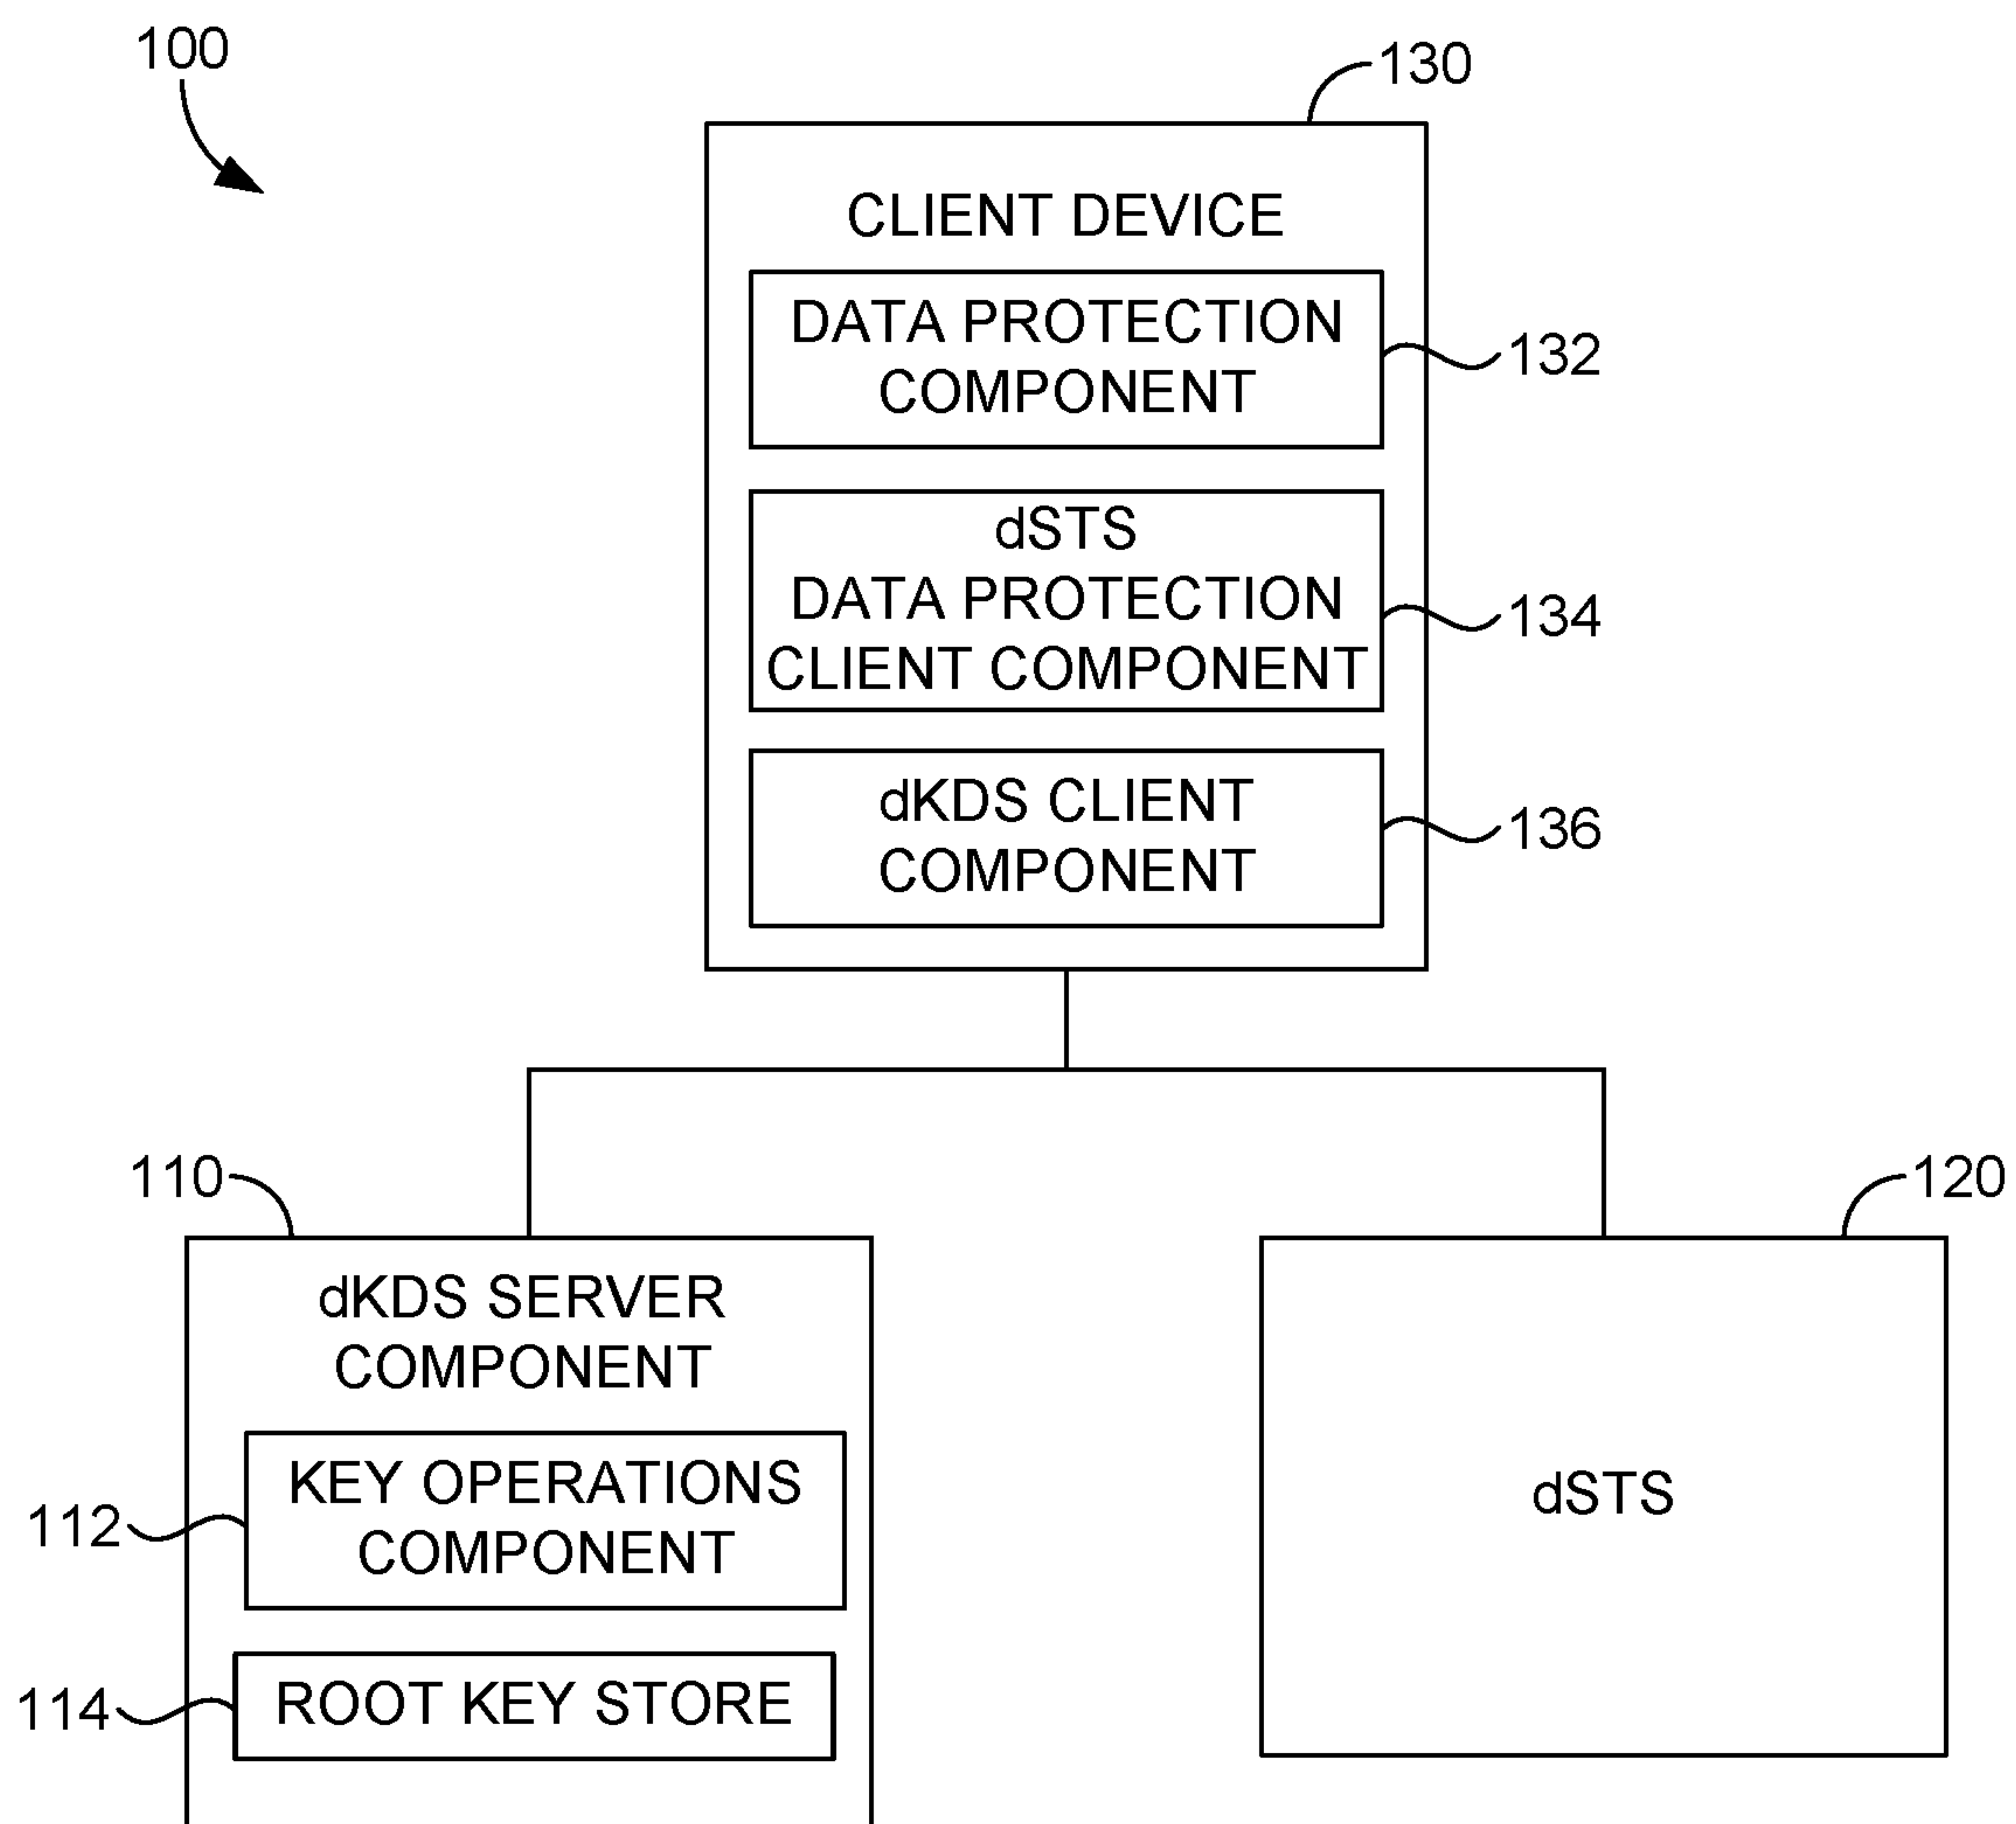 100
130
CLIENT DEVICE
DATA PROTECTION
COMPONENT
132
dSTS
DATA PROTECTION
CLIENT COMPONENT
134
dKDS CLIENT
COMPONENT
136
110
120
dKDS SERVER
COMPONENT
KEY OPERATIONS
COMPONENT
112
dSTS
ROOT KEY STORE
114